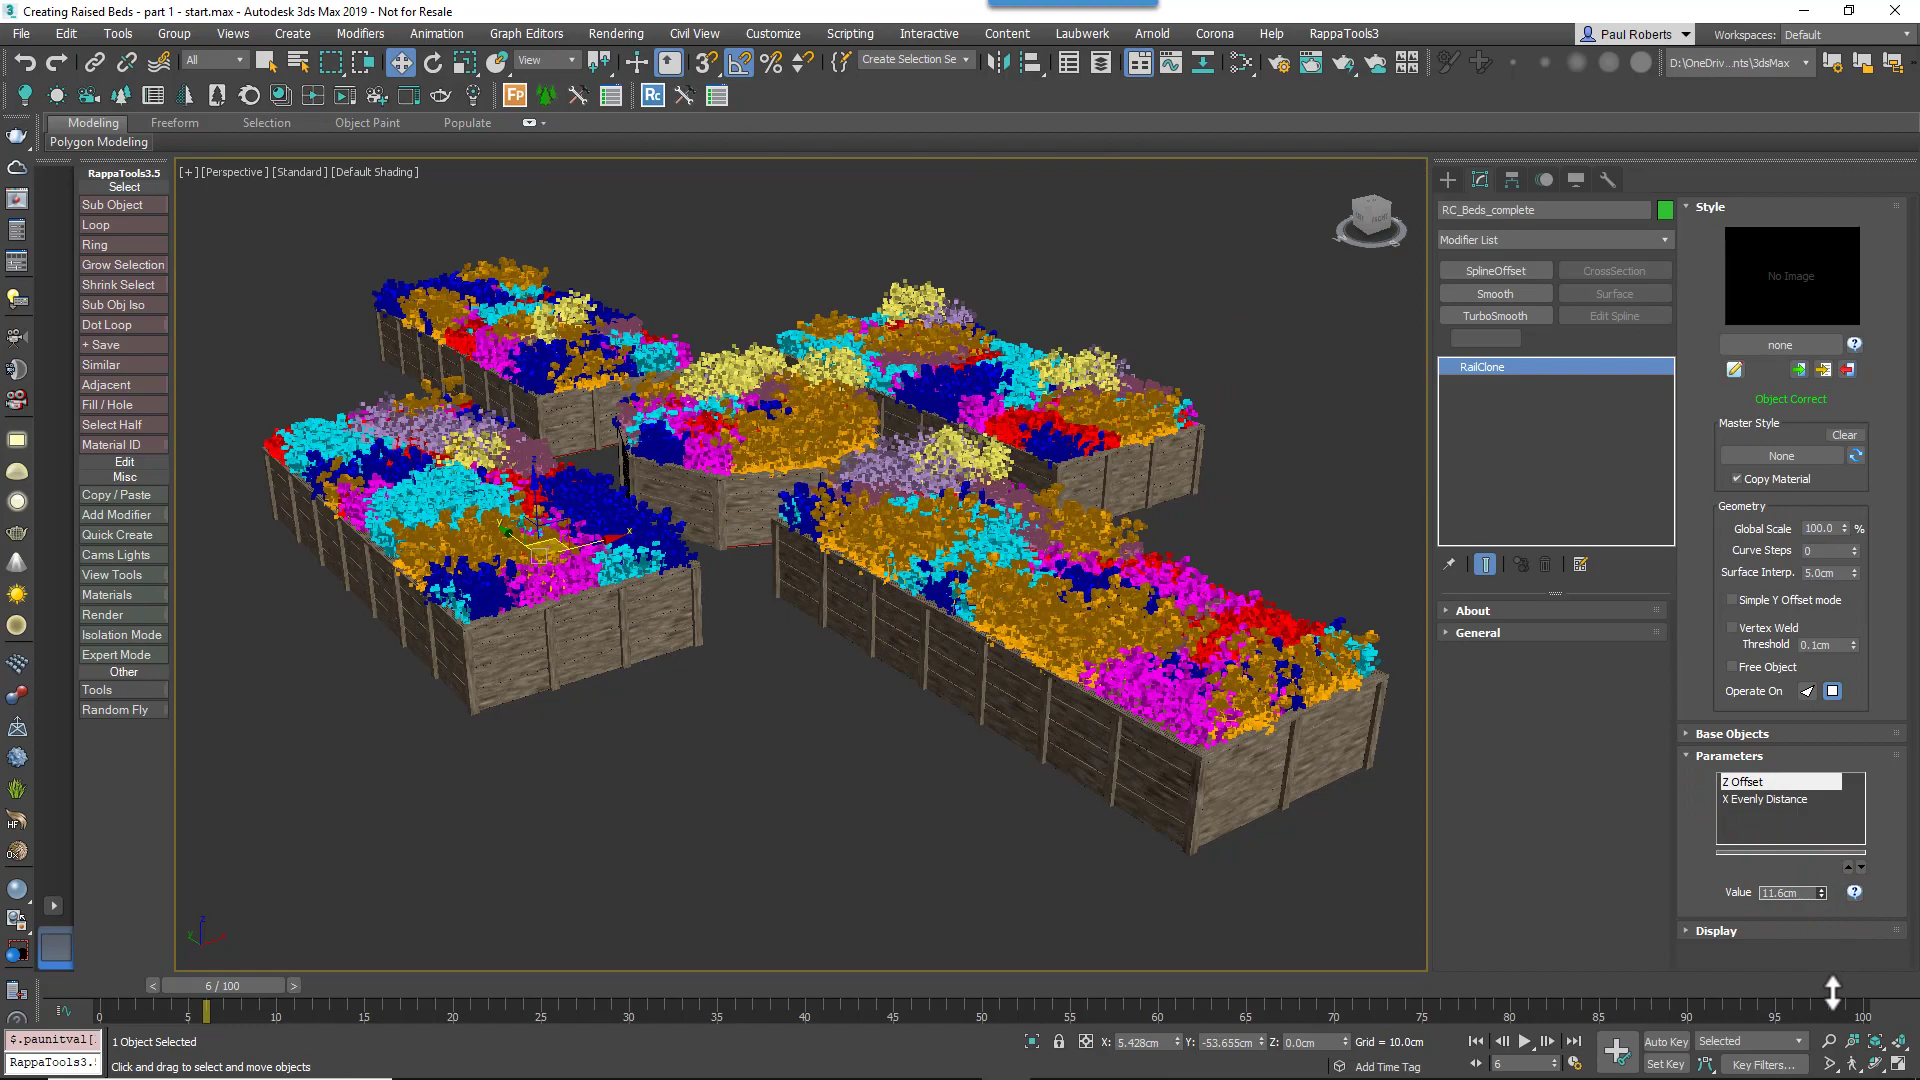 Creating Raised Beds - part 1 - start.max - Autodesk 3ds Max 2019 - Not for Resale
File Edit Tools Group Views Create Modifiers Animation Graph Editors Rendering Civil View Customize Scripting Interactive Content Laubwerk Arnold Corona Help RappaTools3 Paul Roberts Workspaces: Default
All View Create Selection Se D:\OneDriv...nts\3dsMax
Fp Rc
Modeling Freeform Selection Object Paint Populate
Polygon Modeling
RappaTools3.5
Select
Sub Object
Loop
Ring
Grow Selection
Shrink Select
Sub Obj Iso
Dot Loop
+ Save
Similar
Adjacent
Fill / Hole
Select Half
Material ID
Edit
Misc
Copy / Paste
Add Modifier
Quick Create
Cams Lights
View Tools
Materials
Render
Isolation Mode
Expert Mode
Other
Tools
Random Fly
[+] [Perspective] [Standard] [Default Shading]
FRONT
RC_Beds_complete
Modifier List
SplineOffset CrossSection
Smooth Surface
TurboSmooth Edit Spline
RailClone
About
General
Style
No Image
none
Object Correct
Master Style
Clear
None
Copy Material
Geometry
Global Scale 100.0 %
Curve Steps 0
Surface Interp. 5.0cm
Simple Y Offset mode
Vertex Weld
Threshold 0.1cm
Free Object
Operate On
Base Objects
Parameters
Z Offset
X Evenly Distance
Value 11.6cm
Display
< 6 / 100 >
0 5 10 15 20 25 30 35 40 45 50 55 60 65 70 75 80 85 90 95 100
$.paunitval[.
RappaTools3.5
1 Object Selected
Click and drag to select and move objects
X: 5.428cm Y: -53.655cm Z: 0.0cm Grid = 10.0cm
Add Time Tag
6
Auto Key Selected
Set Key Key Filters...